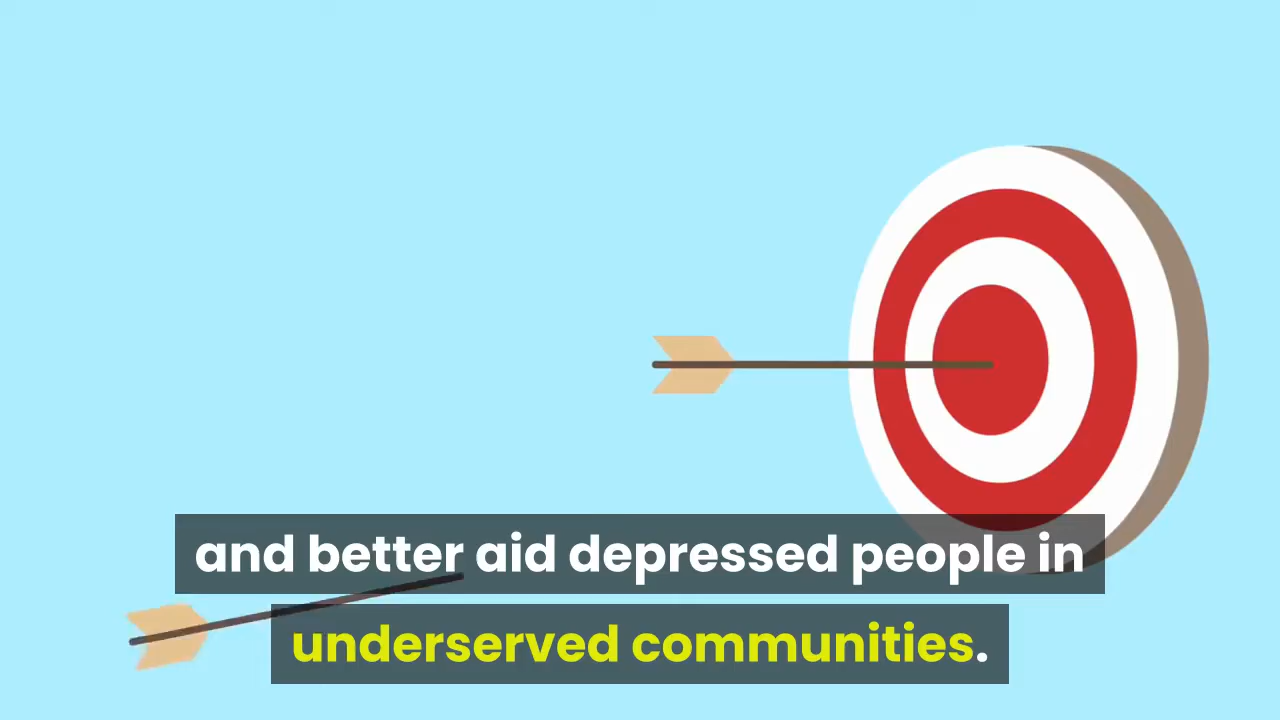 and better aid depressed people in
underserved communities.